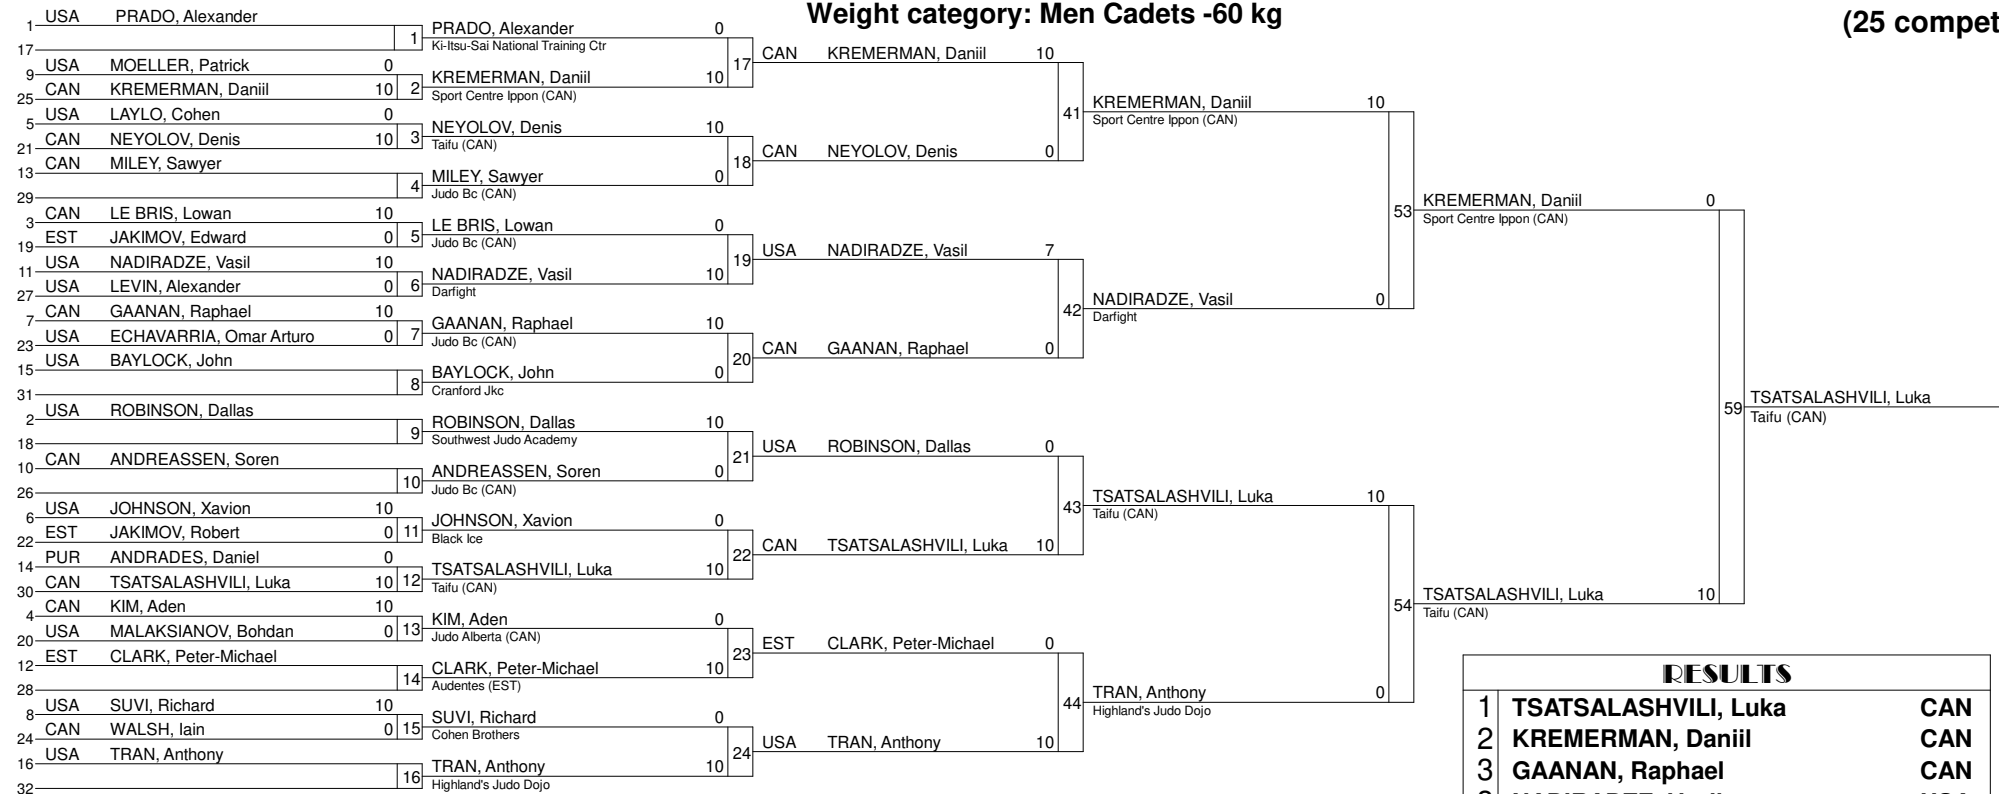 Weight category: Men Cadets -60 kg
(25 compet
1 USA PRADO, Alexander
17
1
9 USA MOELLER, Patrick 0
25 CAN KREMERMAN, Daniil 10
2
5 USA LAYLO, Cohen 0
21 CAN NEYOLOV, Denis 10
3
13 CAN MILEY, Sawyer
29
4
3 CAN LE BRIS, Lowan 10
19 EST JAKIMOV, Edward 0
5
11 USA NADIRADZE, Vasil 10
27 USA LEVIN, Alexander 0
6
7 CAN GAANAN, Raphael 10
23 USA ECHAVARRIA, Omar Arturo 0
7
15 USA BAYLOCK, John
31
8
2 USA ROBINSON, Dallas
18
9
10 CAN ANDREASSEN, Soren
26
10
6 USA JOHNSON, Xavion 10
22 EST JAKIMOV, Robert 0
11
14 PUR ANDRADES, Daniel 0
30 CAN TSATSALASHVILI, Luka 10
12
4 CAN KIM, Aden 10
20 USA MALAKSIANOV, Bohdan 0
13
12 EST CLARK, Peter-Michael
28
14
8 USA SUVI, Richard 10
24 CAN WALSH, Iain 0
15
16 USA TRAN, Anthony
32
16
PRADO, Alexander 0
Ki-Itsu-Sai National Training Ctr
KREMERMAN, Daniil 10
Sport Centre Ippon (CAN)
17
NEYOLOV, Denis 10
Taifu (CAN)
MILEY, Sawyer 0
Judo Bc (CAN)
18
LE BRIS, Lowan 0
Judo Bc (CAN)
NADIRADZE, Vasil 10
Darfight
19
GAANAN, Raphael 10
Judo Bc (CAN)
BAYLOCK, John 0
Cranford Jkc
20
ROBINSON, Dallas 10
Southwest Judo Academy
ANDREASSEN, Soren 0
Judo Bc (CAN)
21
JOHNSON, Xavion 0
Black Ice
TSATSALASHVILI, Luka 10
Taifu (CAN)
22
KIM, Aden 0
Judo Alberta (CAN)
CLARK, Peter-Michael 10
Audentes (EST)
23
SUVI, Richard 0
Cohen Brothers
TRAN, Anthony 10
Highland's Judo Dojo
24
CAN KREMERMAN, Daniil 10
CAN NEYOLOV, Denis 0
41
USA NADIRADZE, Vasil 7
CAN GAANAN, Raphael 0
42
USA ROBINSON, Dallas 0
CAN TSATSALASHVILI, Luka 10
43
EST CLARK, Peter-Michael 0
USA TRAN, Anthony 10
44
KREMERMAN, Daniil 10
Sport Centre Ippon (CAN)
NADIRADZE, Vasil 0
Darfight
53
TSATSALASHVILI, Luka 10
Taifu (CAN)
TRAN, Anthony 0
Highland's Judo Dojo
54
KREMERMAN, Daniil 0
Sport Centre Ippon (CAN)
TSATSALASHVILI, Luka 10
Taifu (CAN)
59
TSATSALASHVILI, Luka
Taifu (CAN)
RESULTS
1 TSATSALASHVILI, Luka CAN
2 KREMERMAN, Daniil CAN
3 GAANAN, Raphael CAN